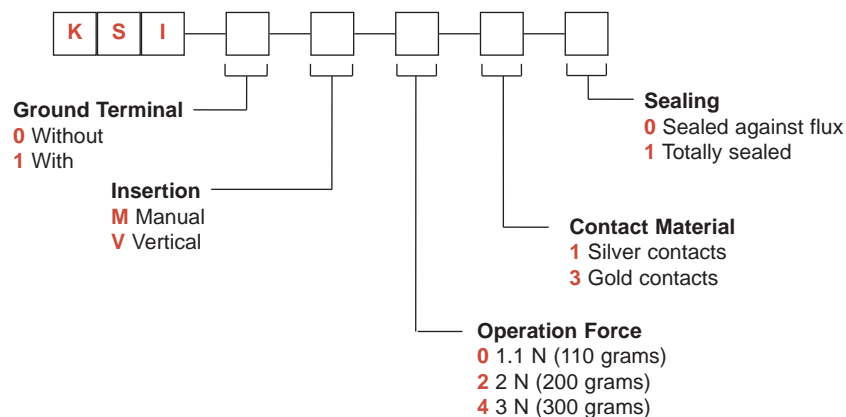 K S I
Ground Terminal
0 Without
1 With
Insertion
M Manual
V Vertical
Operation Force
0 1.1 N (110 grams)
2 2 N (200 grams)
4 3 N (300 grams)
Contact Material
1 Silver contacts
3 Gold contacts
Sealing
0 Sealed against flux
1 Totally sealed